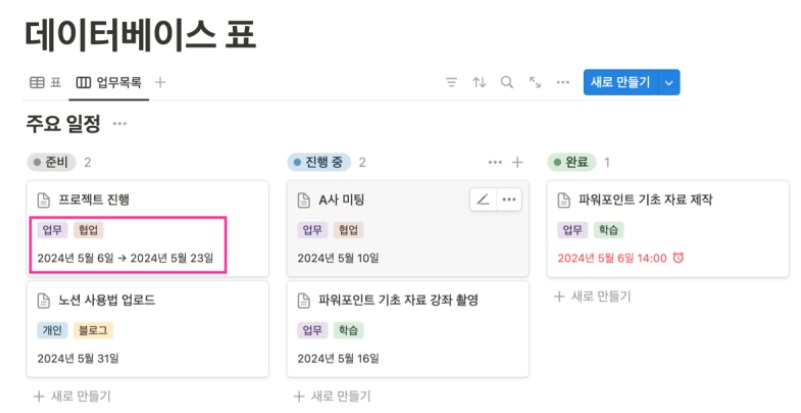 데이터베이스 표
표 업무목록
새로 만들기
주요 일정
준비 2
프로젝트 진행
업무 협업
2024년 5월 6일 → 2024년 5월 23일
노션 사용법 업로드
개인 블로그
2024년 5월 31일
새로 만들기
진행 중 2
A사 미팅
업무 협업
2024년 5월 10일
파워포인트 기초 자료 강좌 촬영
업무 학습
2024년 5월 16일
새로 만들기
완료 1
파워포인트 기초 자료 제작
업무 학습
2024년 5월 6일 14:00
새로 만들기